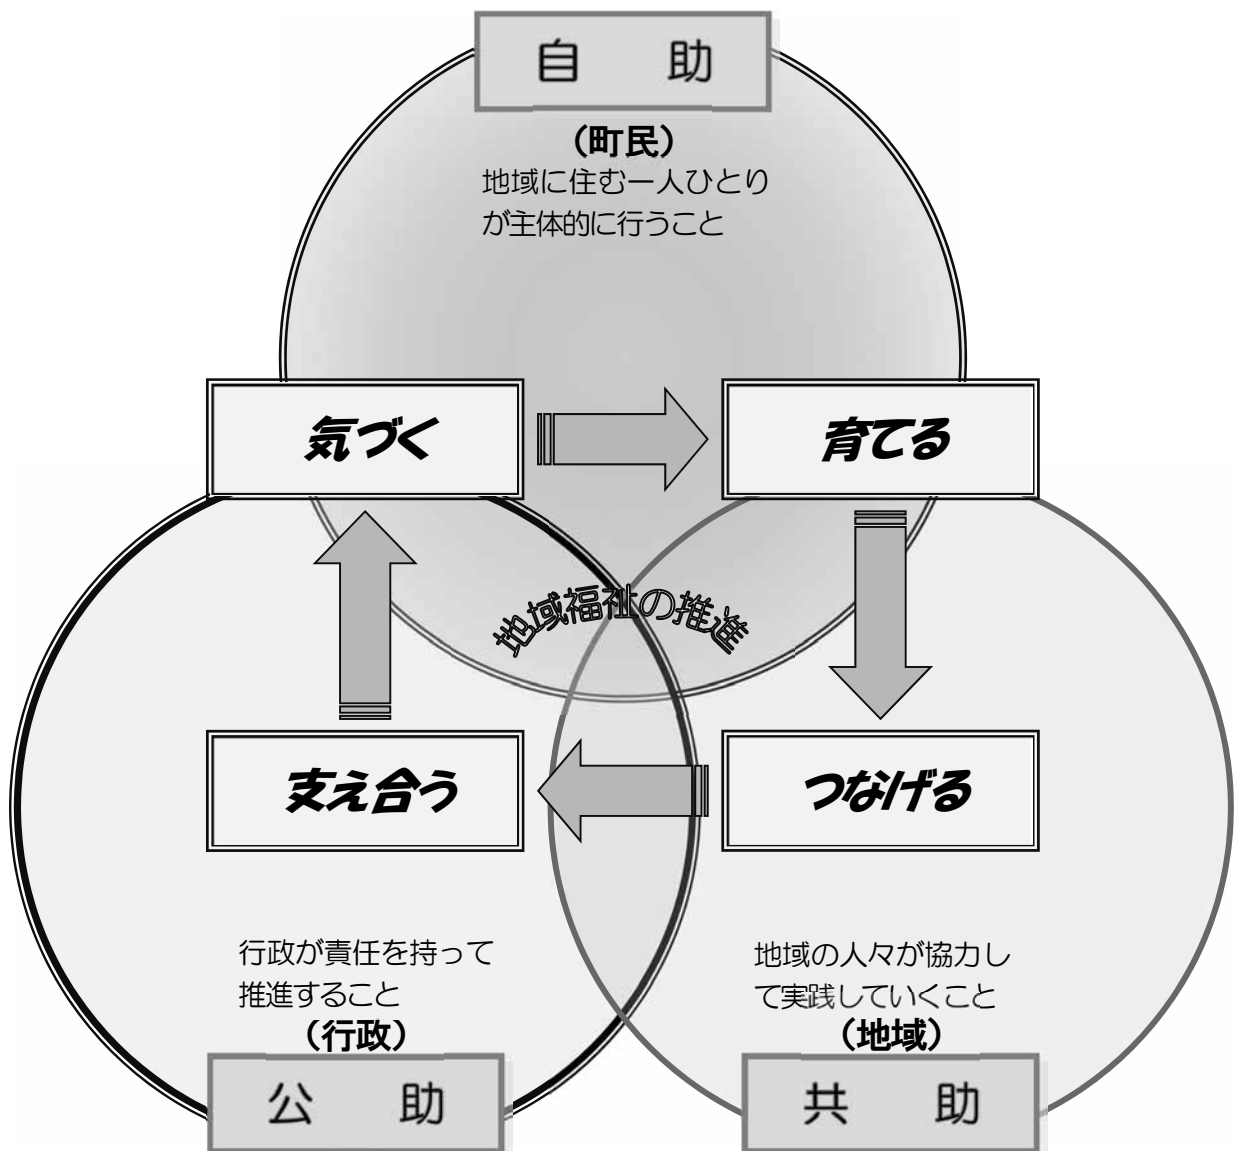 自　助
（町民）
地域に住む一人ひとり
が主体的に行うこと
気づく
育てる
地域福祉の推進
支え合う
つなげる
行政が責任を持って
推進すること
（行政）
公　助
地域の人々が協力し
て実践していくこと
（地域）
共　助